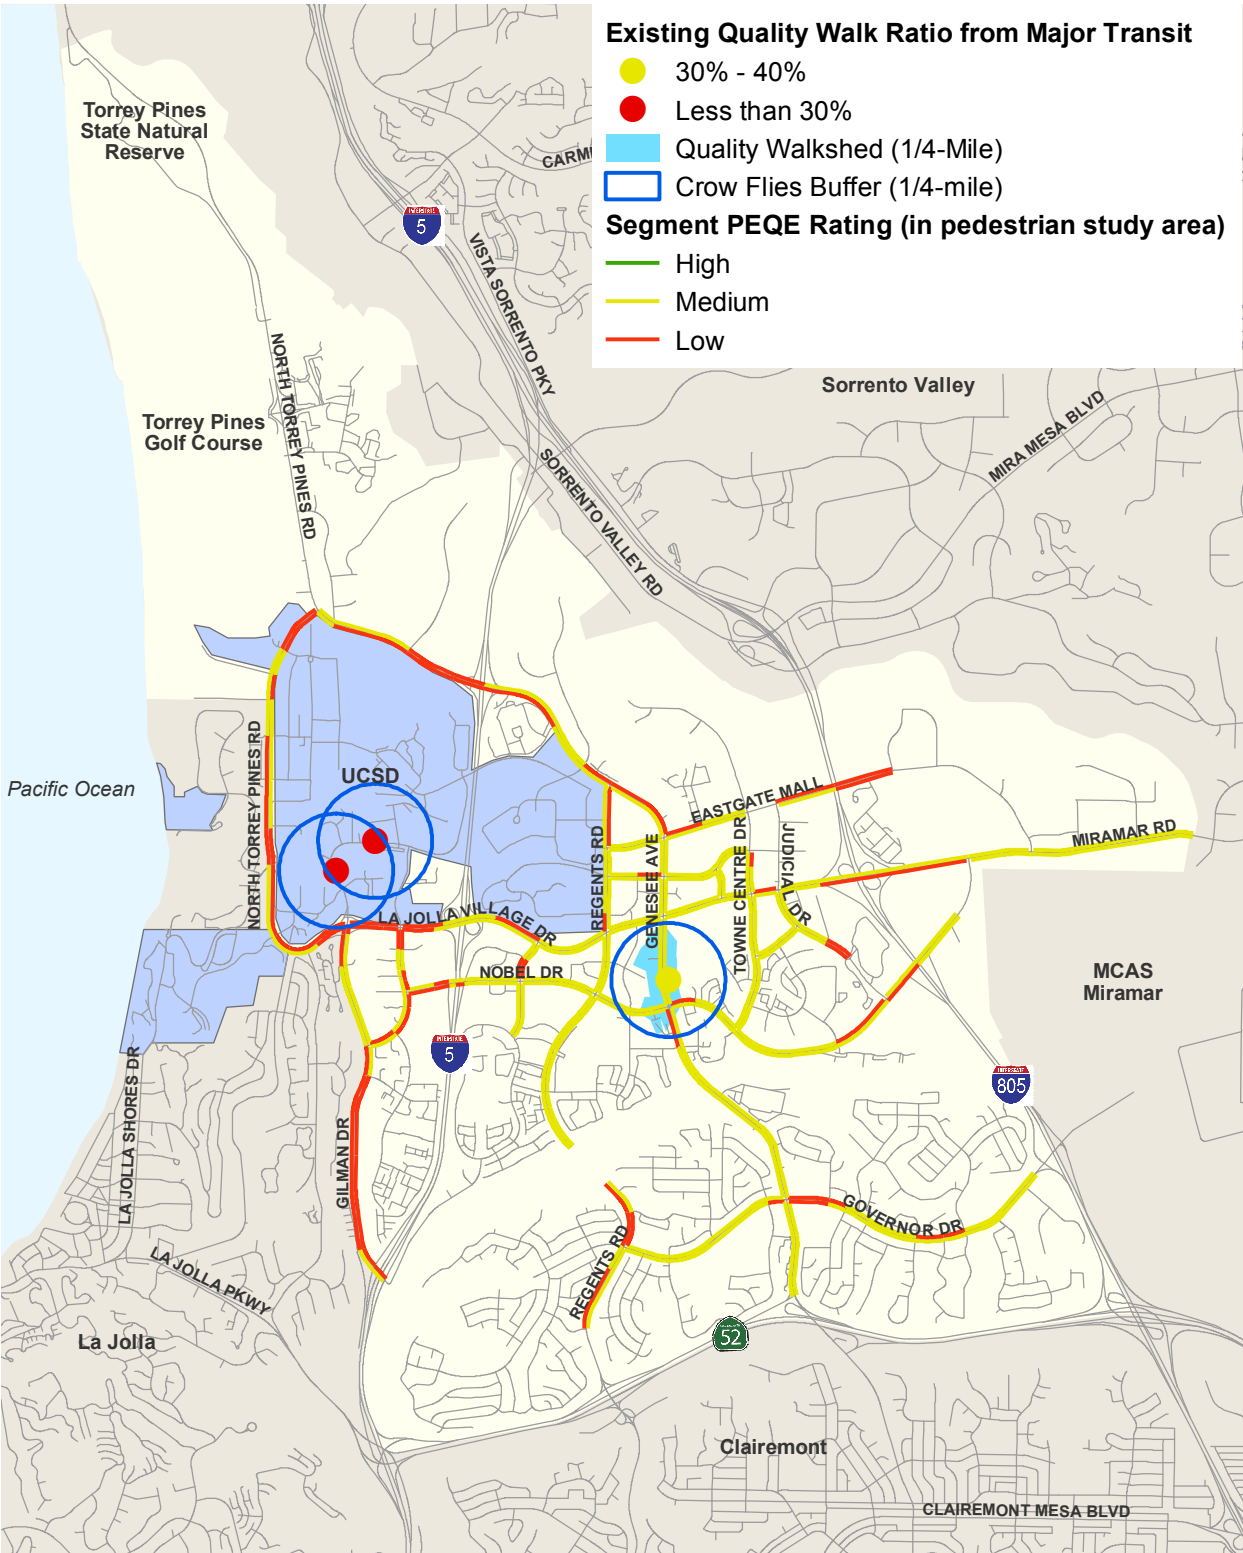 Existing Quality Walk Ratio from Major Transit
30% - 40%
Less than 30%
Quality Walkshed (1/4-Mile)
Crow Flies Buffer (1/4-mile)
Segment PEQE Rating (in pedestrian study area)
High
Medium
Low
Torrey Pines
State Natural
Reserve
CARM
INTERSTATE
5
VISTA SORRENTO PKY
Sorrento Valley
MIRA MESA BLVD
NORTH TORREY PINES RD
Torrey Pines
Golf Course
SORRENTO VALLEY RD
UCSD
Pacific Ocean
NORTH TORREY PINES RD
EASTGATE MALL
MIRAMAR RD
REGENTS RD
GENESEE AVE
TOWNE CENTRE DR
JUDICIAL DR
LA JOLLA VILLAGE DR
NOBEL DR
MCAS
Miramar
INTERSTATE
5
INTERSTATE
805
LA JOLLA SHORES DR
GILMAN DR
GOVERNOR DR
REGENTS RD
LA JOLLA PKWY
La Jolla
52
Clairemont
CLAIREMONT MESA BLVD